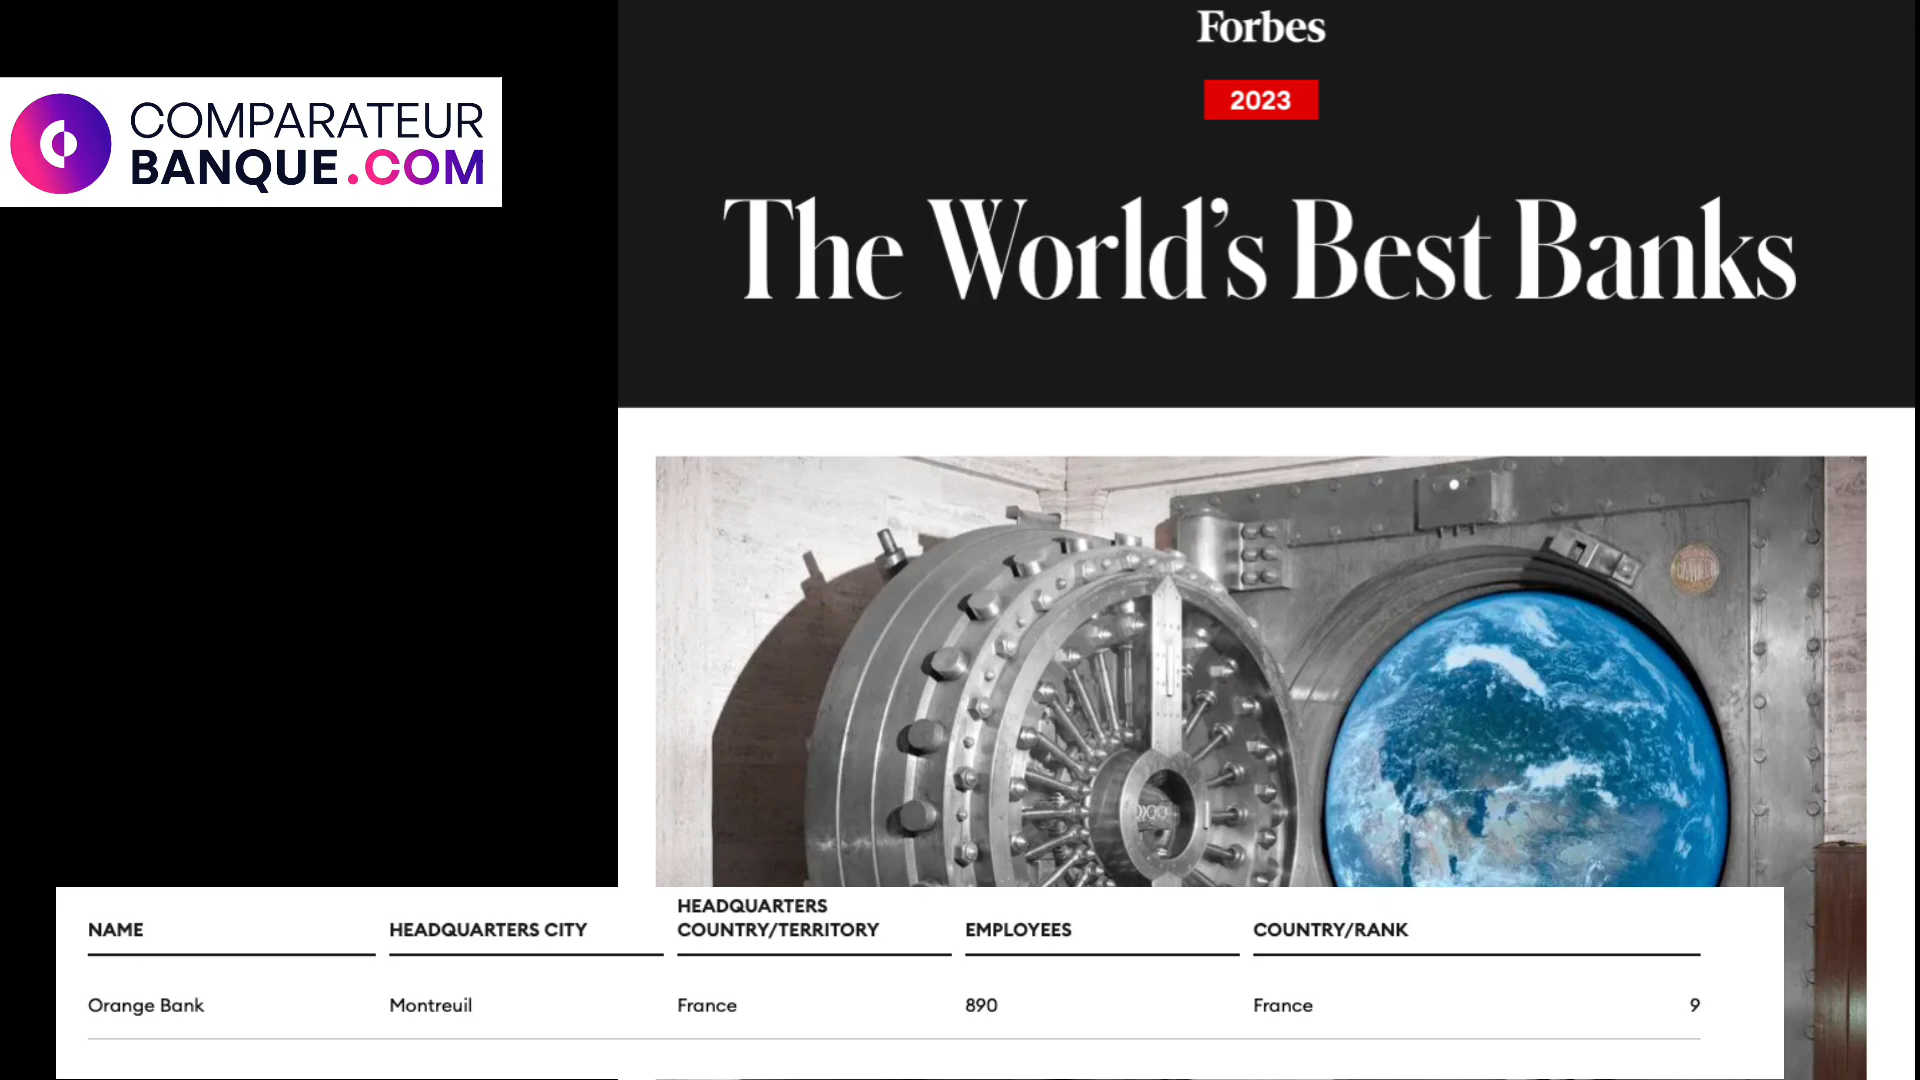 Forbes
2023
COMPARATEUR
BANQUE.COM
The World's Best Banks
NAME HEADQUARTERS CITY HEADQUARTERS COUNTRY/TERRITORY EMPLOYEES COUNTRY/RANK
Orange Bank Montreuil France 890 France 9